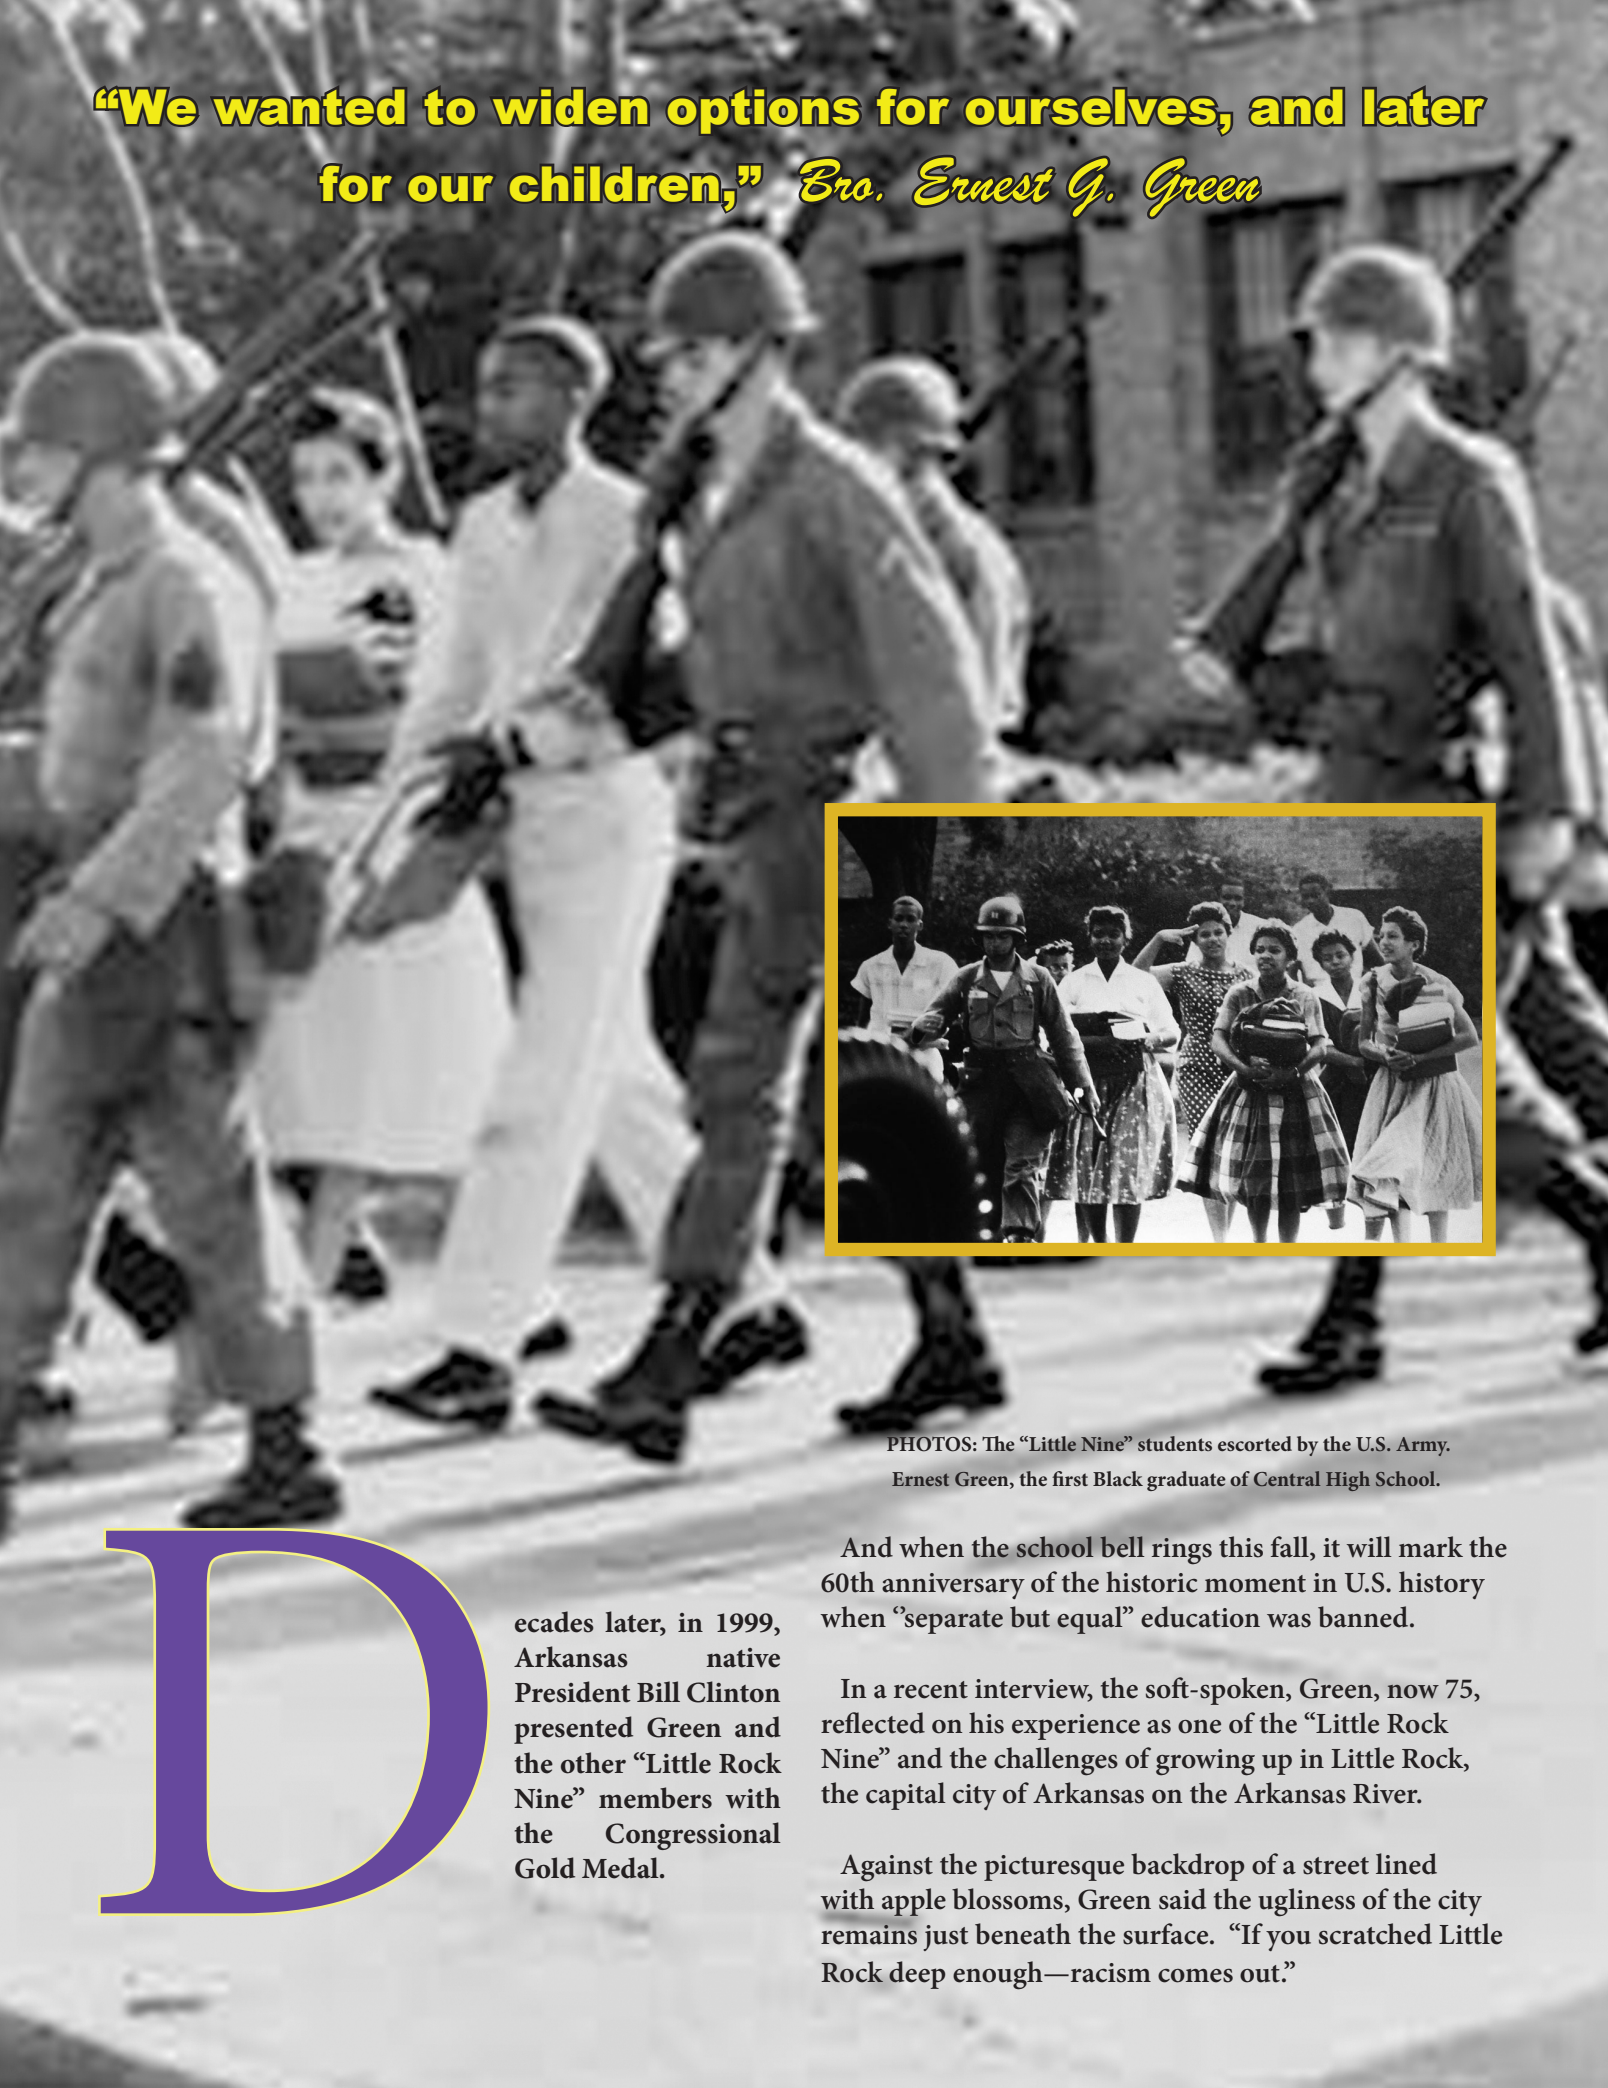 “We wanted to widen options for ourselves, and later
for our children,” Bro. Ernest G. Green
PHOTOS: The “Little Nine” students escorted by the U.S. Army.
Ernest Green, the first Black graduate of Central High School.
Decades later, in 1999,
Arkansas native
President Bill Clinton
presented Green and
the other “Little Rock
Nine” members with
the Congressional
Gold Medal.
And when the school bell rings this fall, it will mark the
60th anniversary of the historic moment in U.S. history
when ‘’separate but equal” education was banned.
In a recent interview, the soft-spoken, Green, now 75,
reflected on his experience as one of the “Little Rock
Nine” and the challenges of growing up in Little Rock,
the capital city of Arkansas on the Arkansas River.
Against the picturesque backdrop of a street lined
with apple blossoms, Green said the ugliness of the city
remains just beneath the surface.  “If you scratched Little
Rock deep enough—racism comes out.”